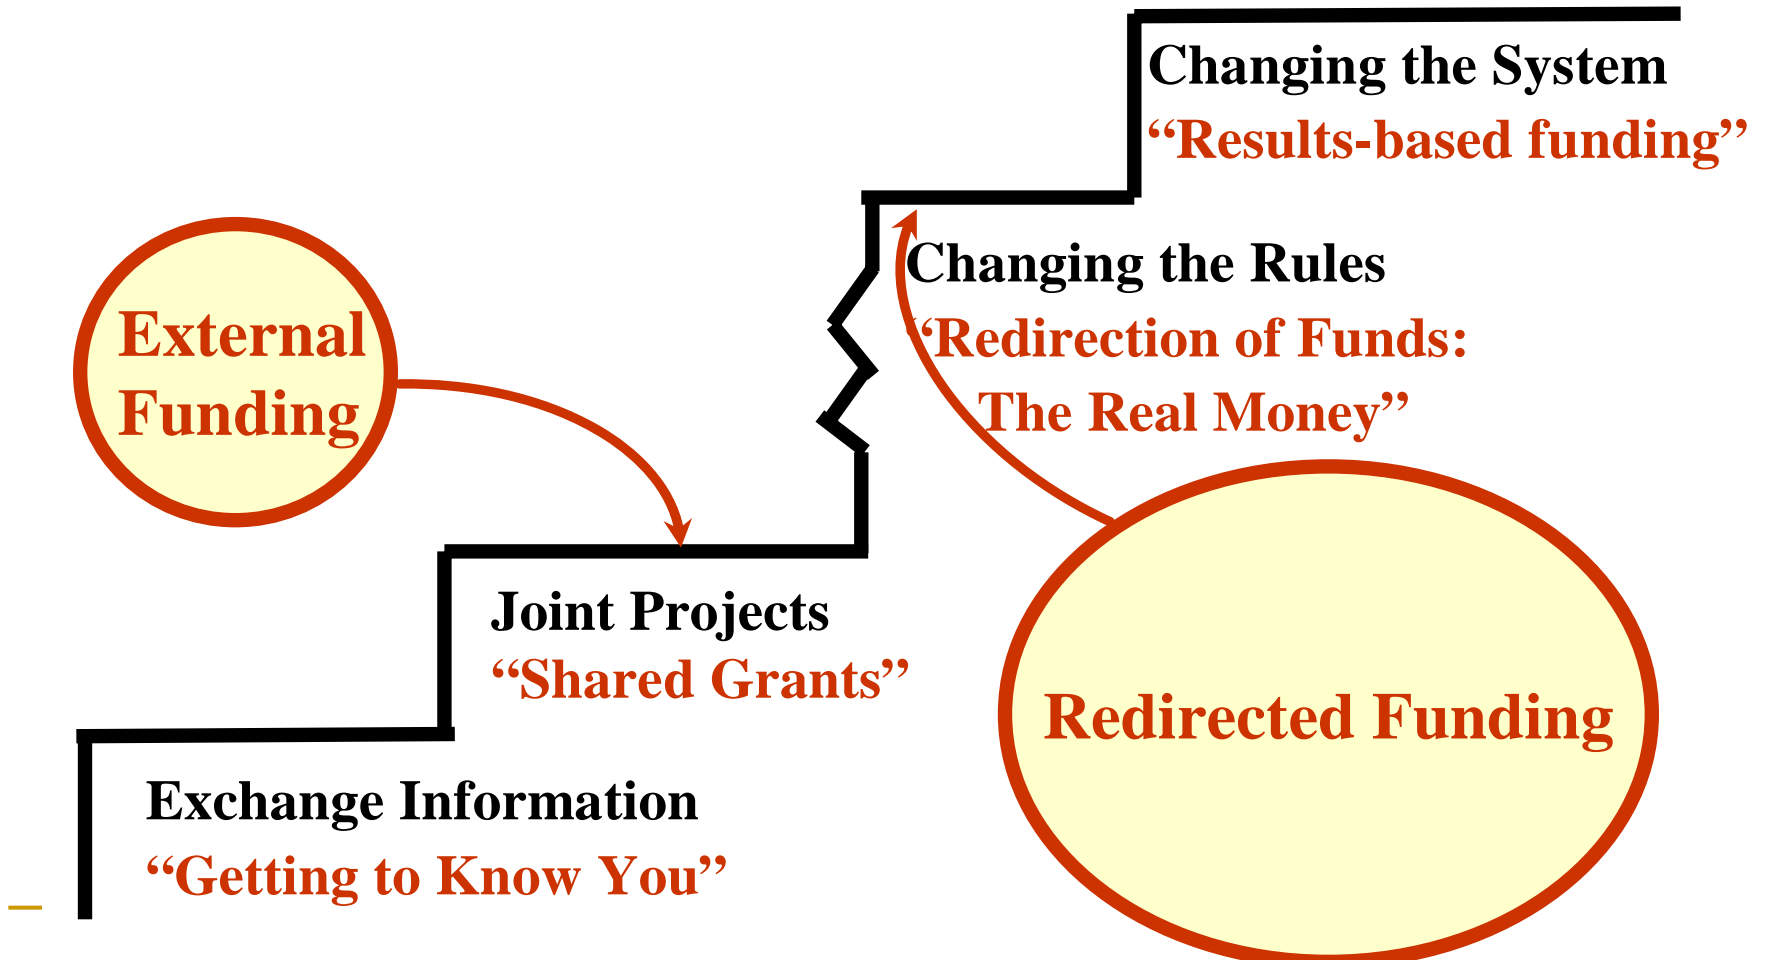 Changing the System
“Results-based funding”
Changing the Rules
“Redirection of Funds:
The Real Money”
External
Funding
Joint Projects
“Shared Grants”
Redirected Funding
Exchange Information
“Getting to Know You”